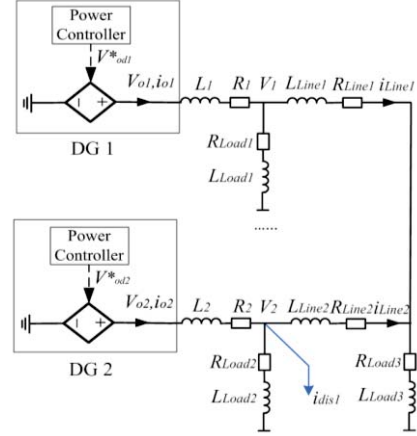 Power
Controller
V*od1
Vo1,io1
L1
R1
V1
LLine1
RLine1
iLine1
DG 1
RLoad1
LLoad1
......
Power
Controller
V*od2
Vo2,io2
L2
R2
V2
LLine2
RLine2
iLine2
DG 2
RLoad2
LLoad2
idis1
RLoad3
LLoad3